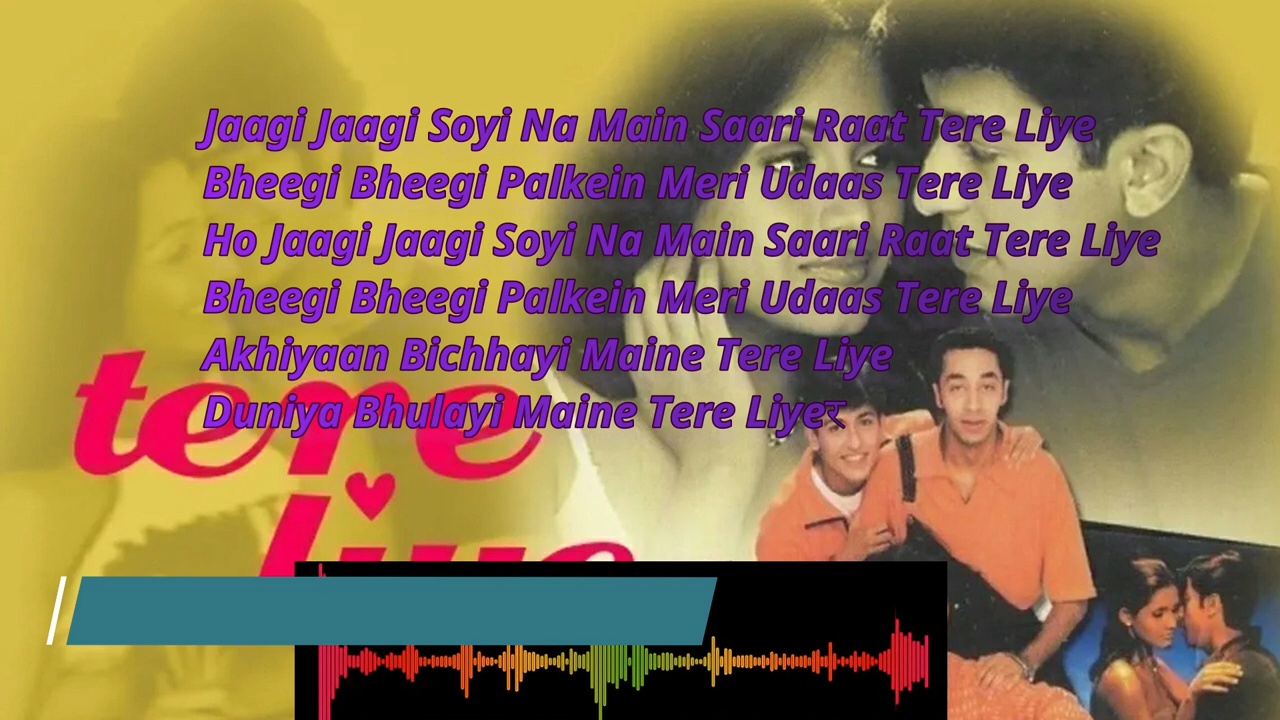 Jaagi Jaagi Soyi Na Main Saari Raat Tere Liye
Bheegi Bheegi Palkein Meri Udaas Tere Liye
Ho Jaagi Jaagi Soyi Na Main Saari Raat Tere Liye
Bheegi Bheegi Palkein Meri Udaas Tere Liye
Akhiyaan Bichhayi Maine Tere Liye
Duniya Bhulayi Maine Tere Liyeर
tere
liye